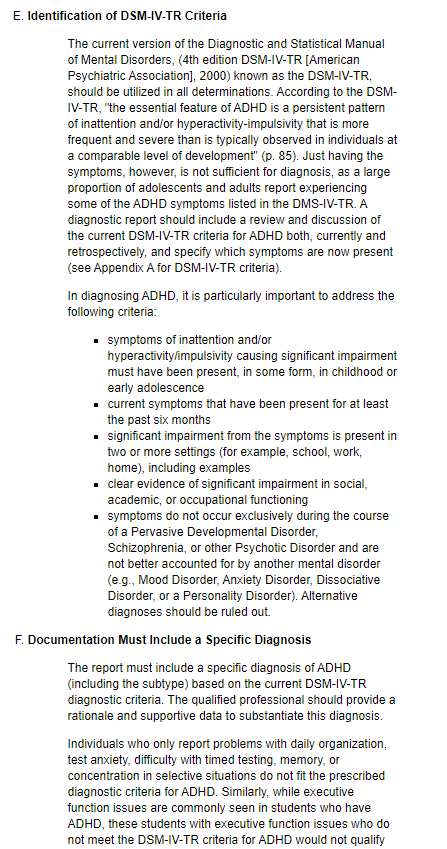 E. Identification of DSM-IV-TR Criteria
The current version of the Diagnostic and Statistical Manual
of Mental Disorders, (4th edition DSM-IV-TR [American
Psychiatric Association], 2000) known as the DSM-IV-TR,
should be utilized in all determinations. According to the DSM-
IV-TR, "the essential feature of ADHD is a persistent pattern
of inattention and/or hyperactivity-impulsivity that is more
frequent and severe than is typically observed in individuals at
a comparable level of development" (p. 85). Just having the
symptoms, however, is not sufficient for diagnosis, as a large
proportion of adolescents and adults report experiencing
some of the ADHD symptoms listed in the DMS-IV-TR. A
diagnostic report should include a review and discussion of
the current DSM-IV-TR criteria for ADHD both, currently and
retrospectively, and specify which symptoms are now present
(see Appendix A for DSM-IV-TR criteria).
In diagnosing ADHD, it is particularly important to address the
following criteria:
▪ symptoms of inattention and/or
hyperactivity/impulsivity causing significant impairment
must have been present, in some form, in childhood or
early adolescence
▪ current symptoms that have been present for at least
the past six months
▪ significant impairment from the symptoms is present in
two or more settings (for example, school, work,
home), including examples
▪ clear evidence of significant impairment in social,
academic, or occupational functioning
▪ symptoms do not occur exclusively during the course
of a Pervasive Developmental Disorder,
Schizophrenia, or other Psychotic Disorder and are
not better accounted for by another mental disorder
(e.g., Mood Disorder, Anxiety Disorder, Dissociative
Disorder, or a Personality Disorder). Alternative
diagnoses should be ruled out.
F. Documentation Must Include a Specific Diagnosis
The report must include a specific diagnosis of ADHD
(including the subtype) based on the current DSM-IV-TR
diagnostic criteria. The qualified professional should provide a
rationale and supportive data to substantiate this diagnosis.
Individuals who only report problems with daily organization,
test anxiety, difficulty with timed testing, memory, or
concentration in selective situations do not fit the prescribed
diagnostic criteria for ADHD. Similarly, while executive
function issues are commonly seen in students who have
ADHD, these students with executive function issues who do
not meet the DSM-IV-TR criteria for ADHD would not qualify